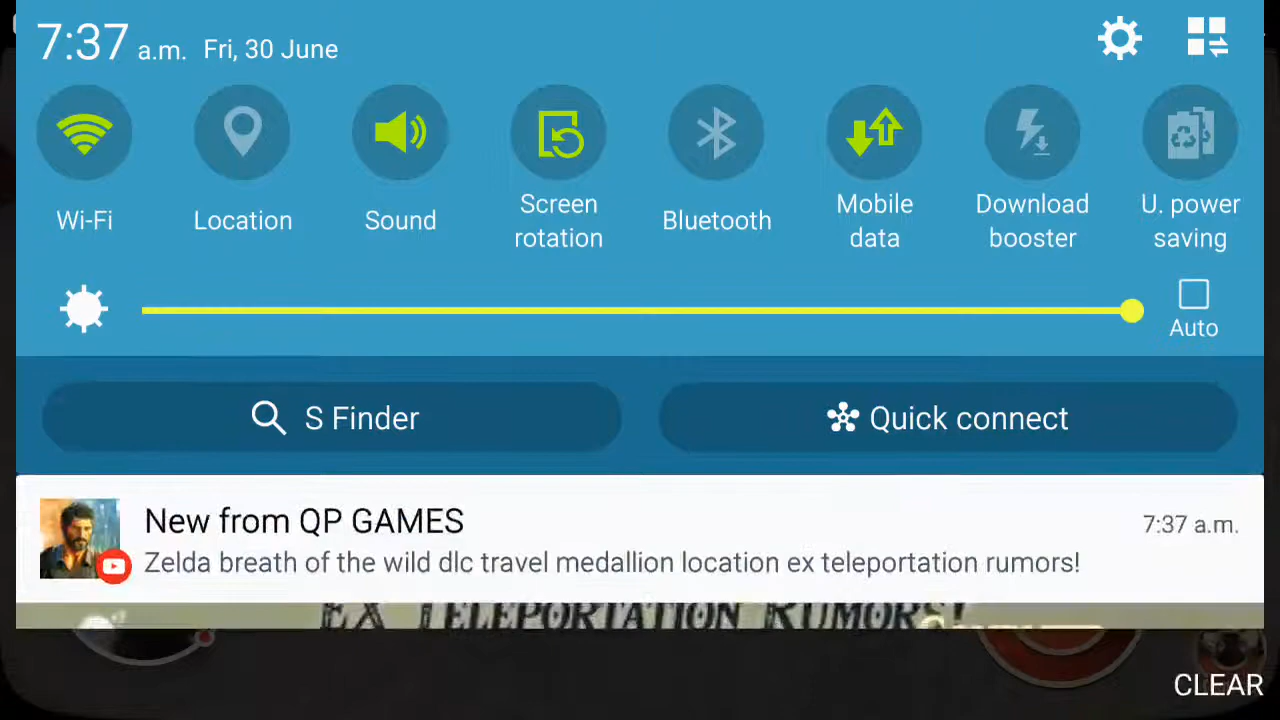 7:37 a.m. Fri, 30 June
Wi-Fi
Location
Sound
Screen
rotation
Bluetooth
Mobile
data
Download
booster
U. power
saving
Auto
S Finder
Quick connect
New from QP GAMES
7:37 a.m.
Zelda breath of the wild dlc travel medallion location ex teleportation rumors!
EX TELEPORTATION RUMORS!
CLEAR